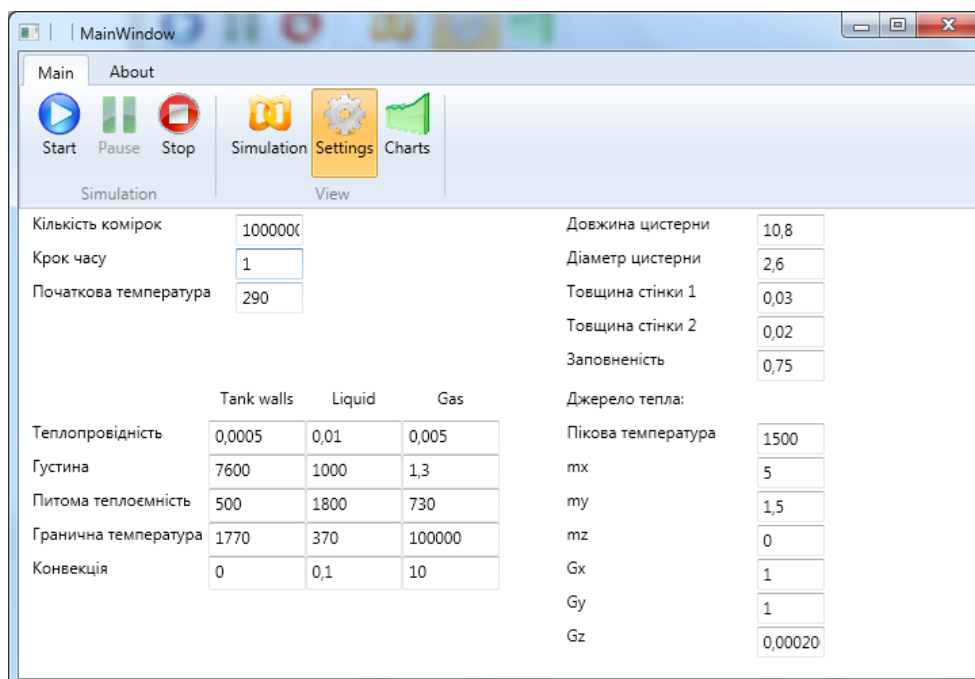 MainWindow
Main About
Start Pause Stop Simulation Settings Charts
Simulation View
Кількість комірок 1000000
Крок часу 1
Початкова температура 290
Довжина цистерни 10,8
Діаметр цистерни 2,6
Товщина стінки 1 0,03
Товщина стінки 2 0,02
Заповненість 0,75
Tank walls Liquid Gas
Теплопровідність 0,0005 0,01 0,005
Густина 7600 1000 1,3
Питома теплоємність 500 1800 730
Гранична температура 1770 370 100000
Конвекція 0 0,1 10
Джерело тепла:
Пікова температура 1500
mx 5
my 1,5
mz 0
Gx 1
Gy 1
Gz 0,00020